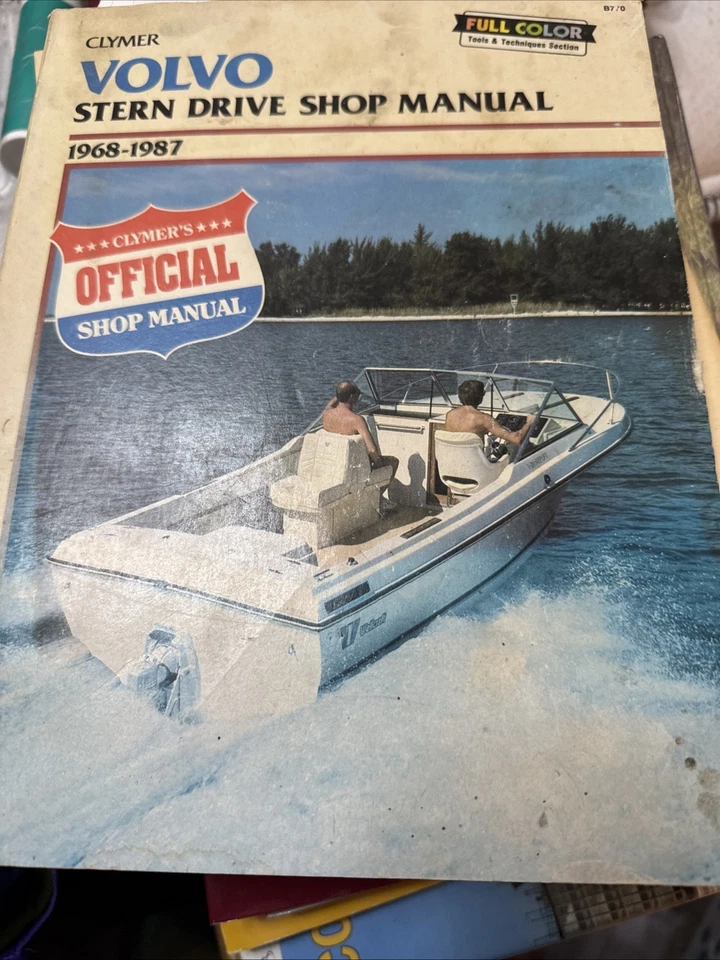 B770
CLYMER
FULL COLOR
Tools & Techniques Section
VOLVO
STERN DRIVE SHOP MANUAL
1968-1987
★★★ CLYMER'S ★★★
OFFICIAL
SHOP MANUAL